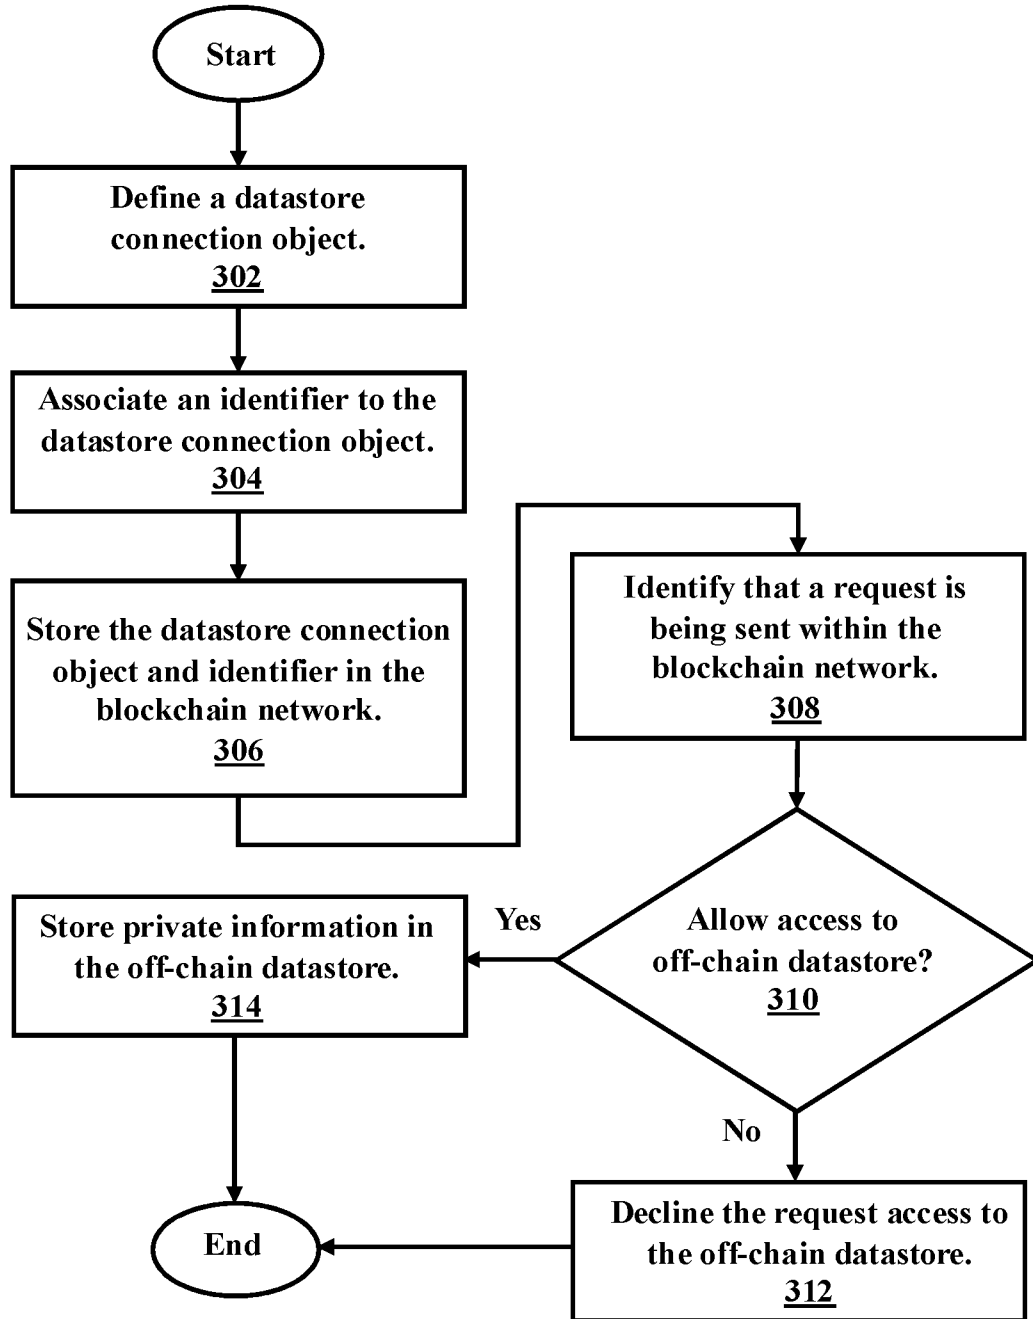 Start
Define a datastore
connection object.
302
Associate an identifier to the
datastore connection object.
304
Store the datastore connection
object and identifier in the
blockchain network.
306
Identify that a request is
being sent within the
blockchain network.
308
Allow access to
off-chain datastore?
310
Yes
Store private information in
the off-chain datastore.
314
No
Decline the request access to
the off-chain datastore.
312
End